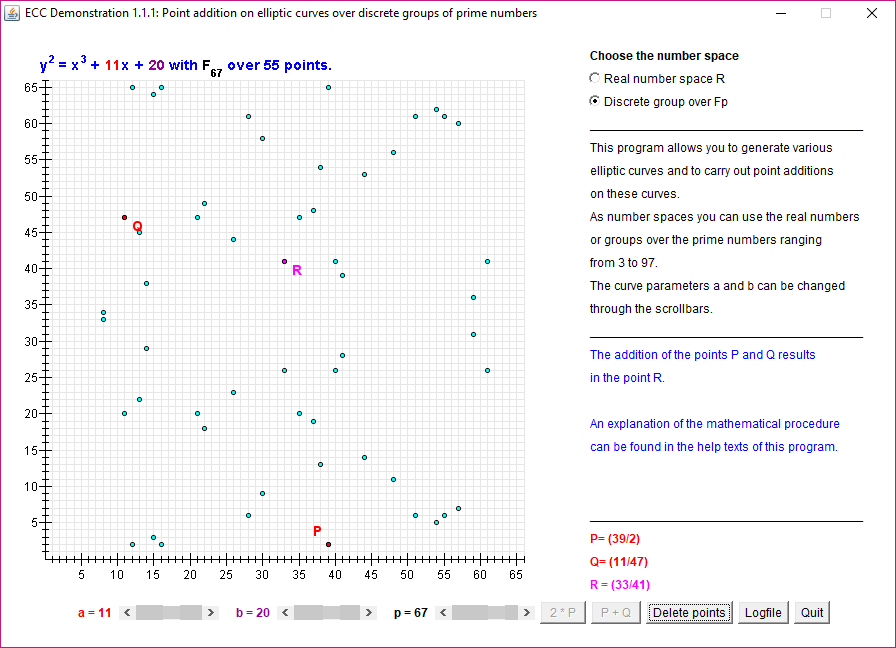 ECC Demonstration 1.1.1: Point addition on elliptic curves over discrete groups of prime numbers
y² = x³ + 11x + 20 with F₆₇ over 55 points.
65
60
55
50
45
40
35
30
25
20
15
10
5
Q
R
P
5 10 15 20 25 30 35 40 45 50 55 60 65
Choose the number space
Real number space R
Discrete group over Fp
This program allows you to generate various
elliptic curves and to carry out point additions
on these curves.
As number spaces you can use the real numbers
or groups over the prime numbers ranging
from 3 to 97.
The curve parameters a and b can be changed
through the scrollbars.
The addition of the points P and Q results
in the point R.
An explanation of the mathematical procedure
can be found in the help texts of this program.
P= (39/2)
Q= (11/47)
R = (33/41)
a = 11 b = 20 p = 67 2 * P P + Q Delete points Logfile Quit